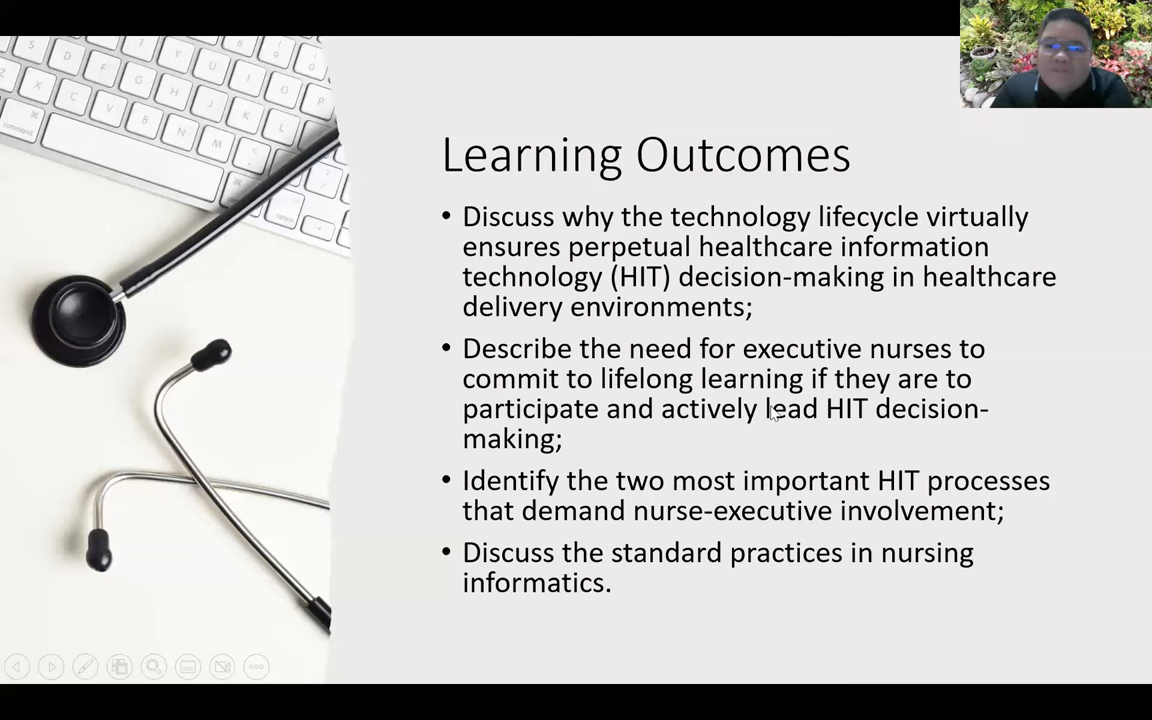 Learning Outcomes
• Discuss why the technology lifecycle virtually
ensures perpetual healthcare information
technology (HIT) decision-making in healthcare
delivery environments;
• Describe the need for executive nurses to
commit to lifelong learning if they are to
participate and actively lead HIT decision-
making;
• Identify the two most important HIT processes
that demand nurse-executive involvement;
• Discuss the standard practices in nursing
informatics.